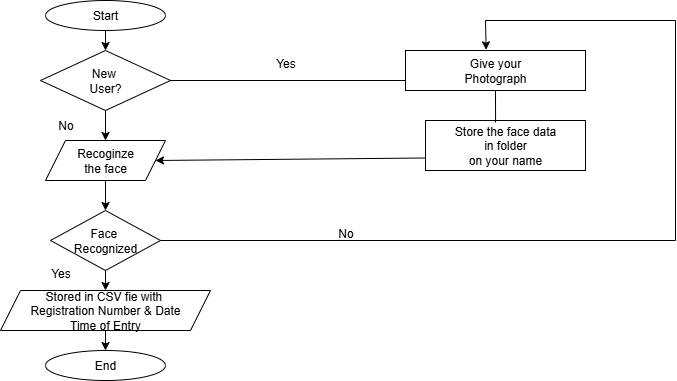 Start
New
User?
Yes
Give your
Photograph
No
Store the face data
in folder
on your name
Recoginze
the face
Face
Recognized
No
Yes
Stored in CSV fie with
Registration Number & Date
Time of Entry
End